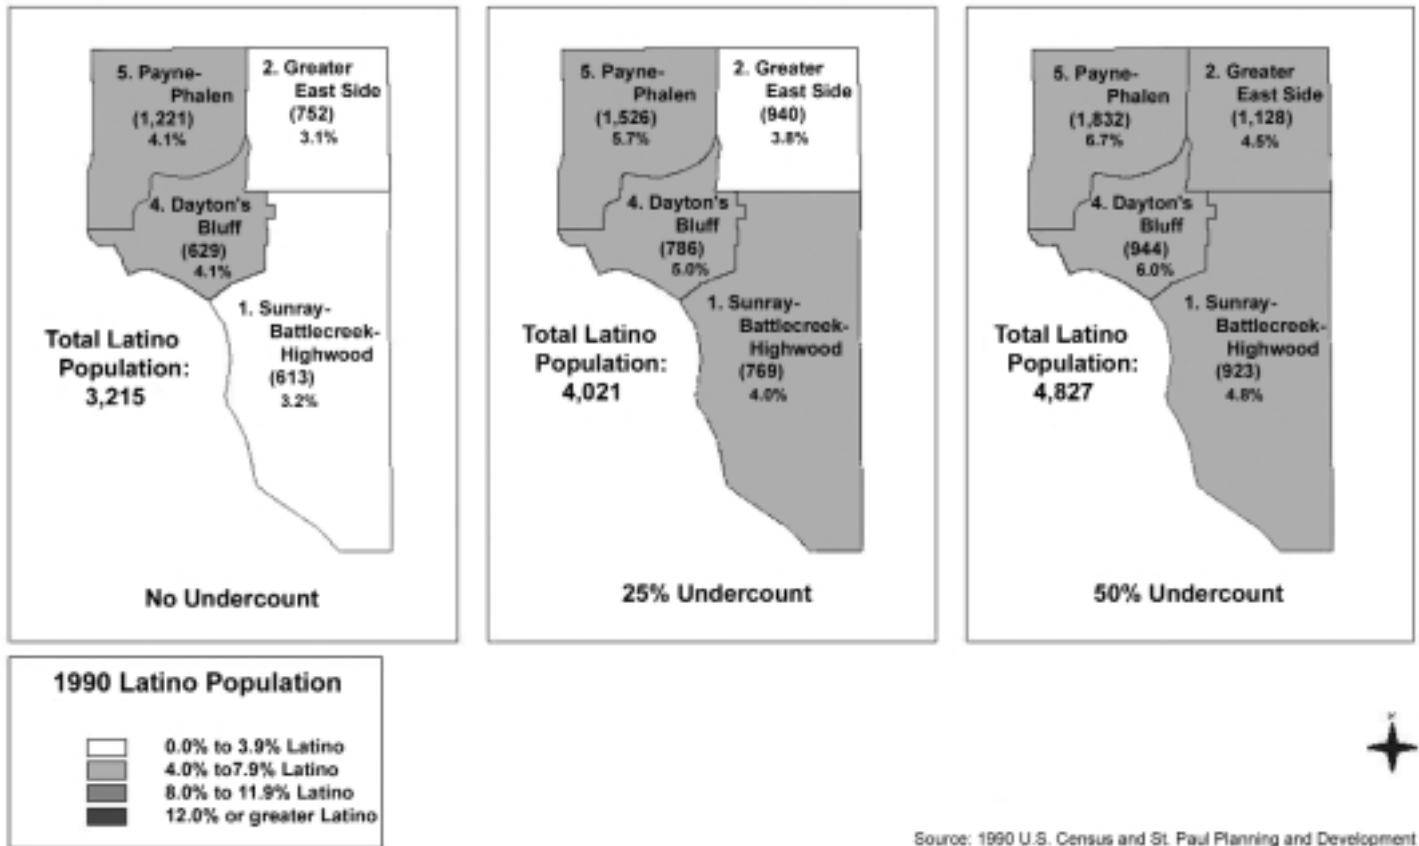 5. Payne-
Phalen
(1,221)
4.1%
2. Greater
East Side
(752)
3.1%
4. Dayton's
Bluff
(629)
4.1%
1. Sunray-
Battlecreek-
Highwood
(613)
3.2%
Total Latino
Population:
3,215
No Undercount
5. Payne-
Phalen
(1,526)
5.7%
2. Greater
East Side
(940)
3.8%
4. Dayton's
Bluff
(786)
5.0%
1. Sunray-
Battlecreek-
Highwood
(769)
4.0%
Total Latino
Population:
4,021
25% Undercount
5. Payne-
Phalen
(1,832)
6.7%
2. Greater
East Side
(1,128)
4.5%
4. Dayton's
Bluff
(944)
6.0%
1. Sunray-
Battlecreek-
Highwood
(923)
4.8%
Total Latino
Population:
4,827
50% Undercount
1990 Latino Population
0.0% to 3.9% Latino
4.0% to7.9% Latino
8.0% to 11.9% Latino
12.0% or greater Latino
Source: 1990 U.S. Census and St. Paul Planning and Development